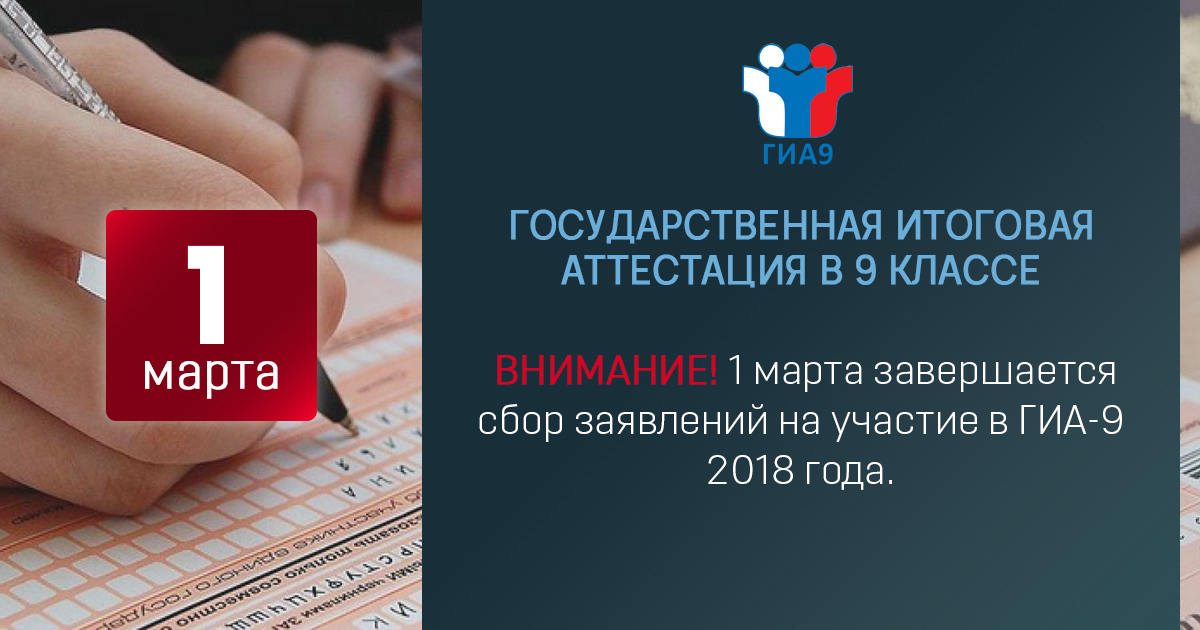 ГИА9
ГОСУДАРСТВЕННАЯ ИТОГОВАЯ
АТТЕСТАЦИЯ В 9 КЛАССЕ
1
марта
ВНИМАНИЕ! 1 марта завершается
сбор заявлений на участие в ГИА-9
2018 года.